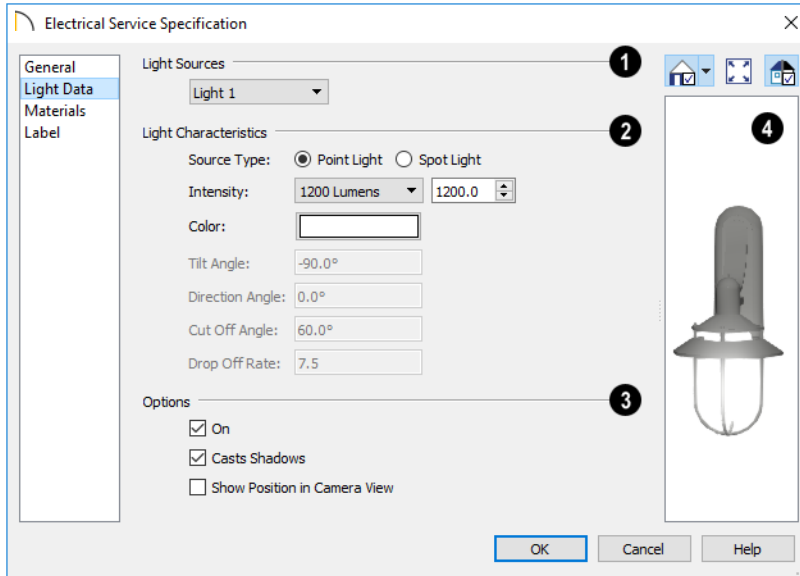 Electrical Service Specification
General
Light Data
Materials
Label
Light Sources 1
Light 1
Light Characteristics 2
Source Type: Point Light Spot Light
Intensity: 1200 Lumens 1200.0
Color:
Tilt Angle: -90.0°
Direction Angle: 0.0°
Cut Off Angle: 60.0°
Drop Off Rate: 7.5
Options 3
On
Casts Shadows
Show Position in Camera View
4
OK Cancel Help